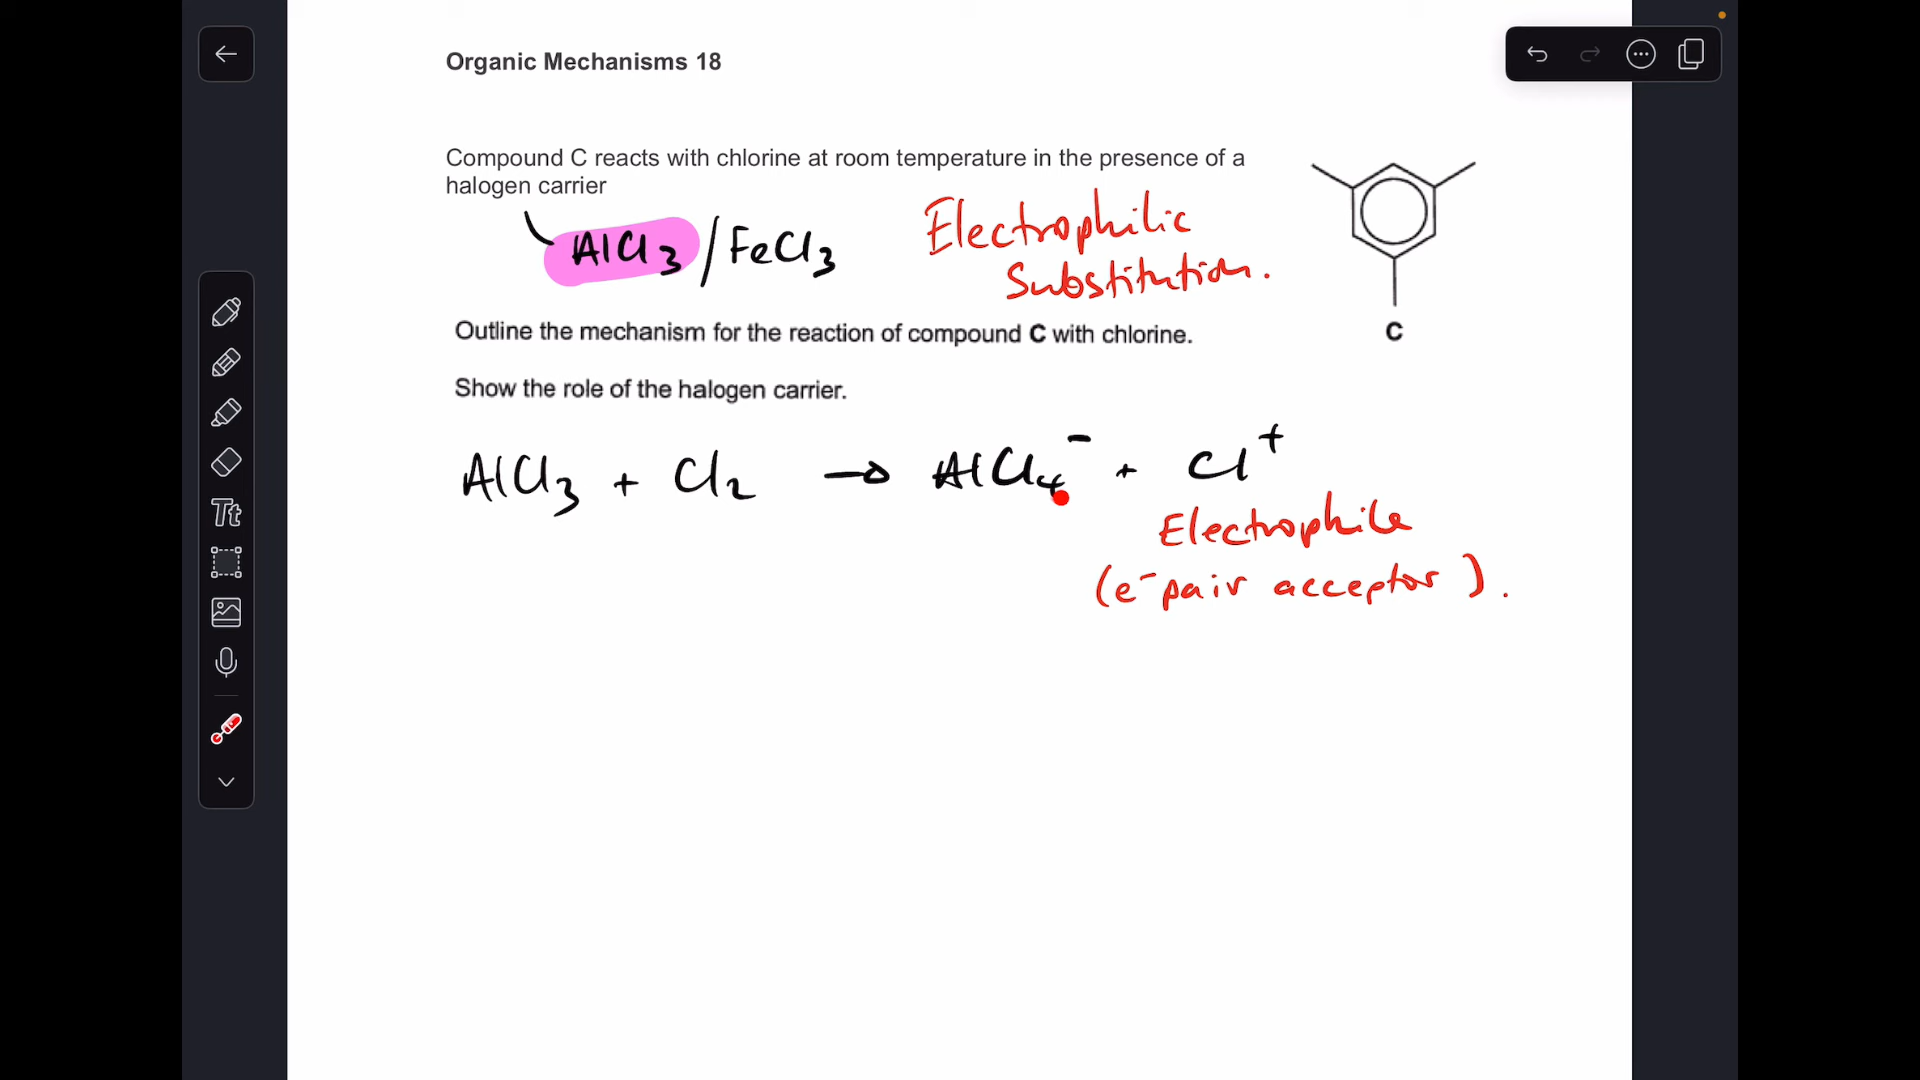 Organic Mechanisms 18
Compound C reacts with chlorine at room temperature in the presence of a
halogen carrier
AlCl3 / FeCl3
Electrophilic
Substitution.
C
Outline the mechanism for the reaction of compound C with chlorine.
Show the role of the halogen carrier.
AlCl3 + Cl2 → AlCl4⁻ + Cl⁺
Electrophile
(e⁻ pair acceptor).
Tt